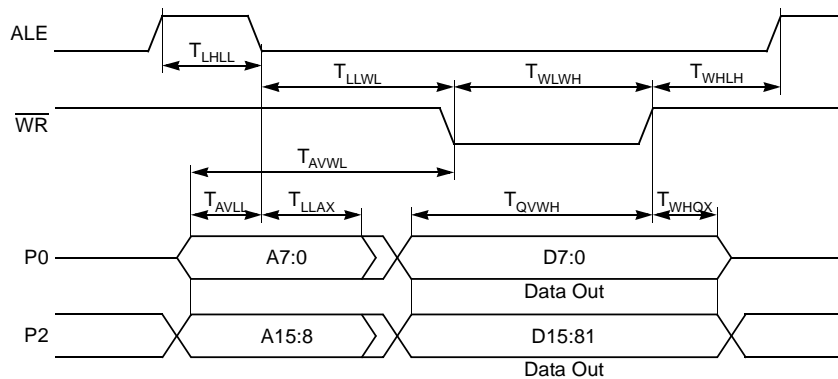 ALE
T_LHLL
T_LLWL
T_WLWH
T_WHLH
WR
T_AVWL
T_AVLL
T_LLAX
T_QVWH
T_WHQX
P0
A7:0
D7:0
Data Out
P2
A15:8
D15:81
Data Out